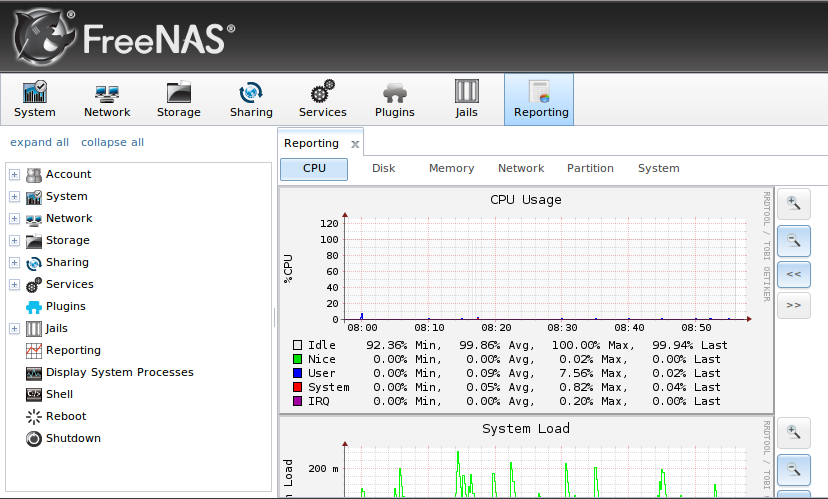 FreeNAS®
System Network Storage Sharing Services Plugins Jails Reporting
expand all collapse all
Account
System
Network
Storage
Sharing
Services
Plugins
Jails
Reporting
Display System Processes
Shell
Reboot
Shutdown
Reporting x
CPU Disk Memory Network Partition System
CPU Usage
RRDTOOL / TOBI OETIKER
%CPU
120
100
80
60
40
20
0
08:00 08:10 08:20 08:30 08:40 08:50
Idle 92.36% Min, 99.86% Avg, 100.00% Max, 99.94% Last
Nice 0.00% Min, 0.00% Avg, 0.02% Max, 0.00% Last
User 0.00% Min, 0.09% Avg, 7.56% Max, 0.02% Last
System 0.00% Min, 0.05% Avg, 0.82% Max, 0.04% Last
IRQ 0.00% Min, 0.00% Avg, 0.20% Max, 0.00% Last
<<
>>
System Load
RRDTOOL / TOBI
Load
200 m